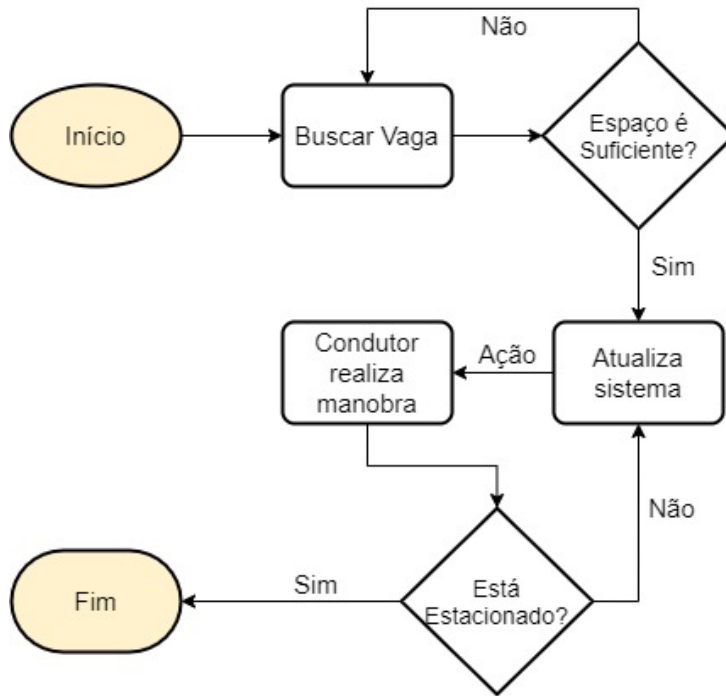 Não
Início
Buscar Vaga
Espaço é
Suficiente?
Sim
Condutor
realiza
manobra
Ação
Atualiza
sistema
Não
Fim
Sim
Está
Estacionado?